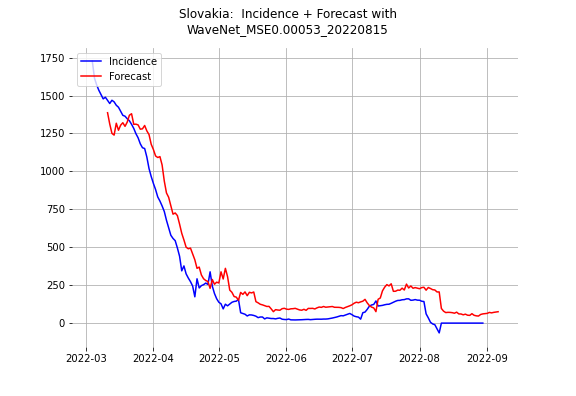 Slovakia:  Incidence + Forecast with
WaveNet_MSE0.00053_20220815
1750
1500
1250
1000
750
500
250
0
Incidence
Forecast
2022-03 2022-04 2022-05 2022-06 2022-07 2022-08 2022-09